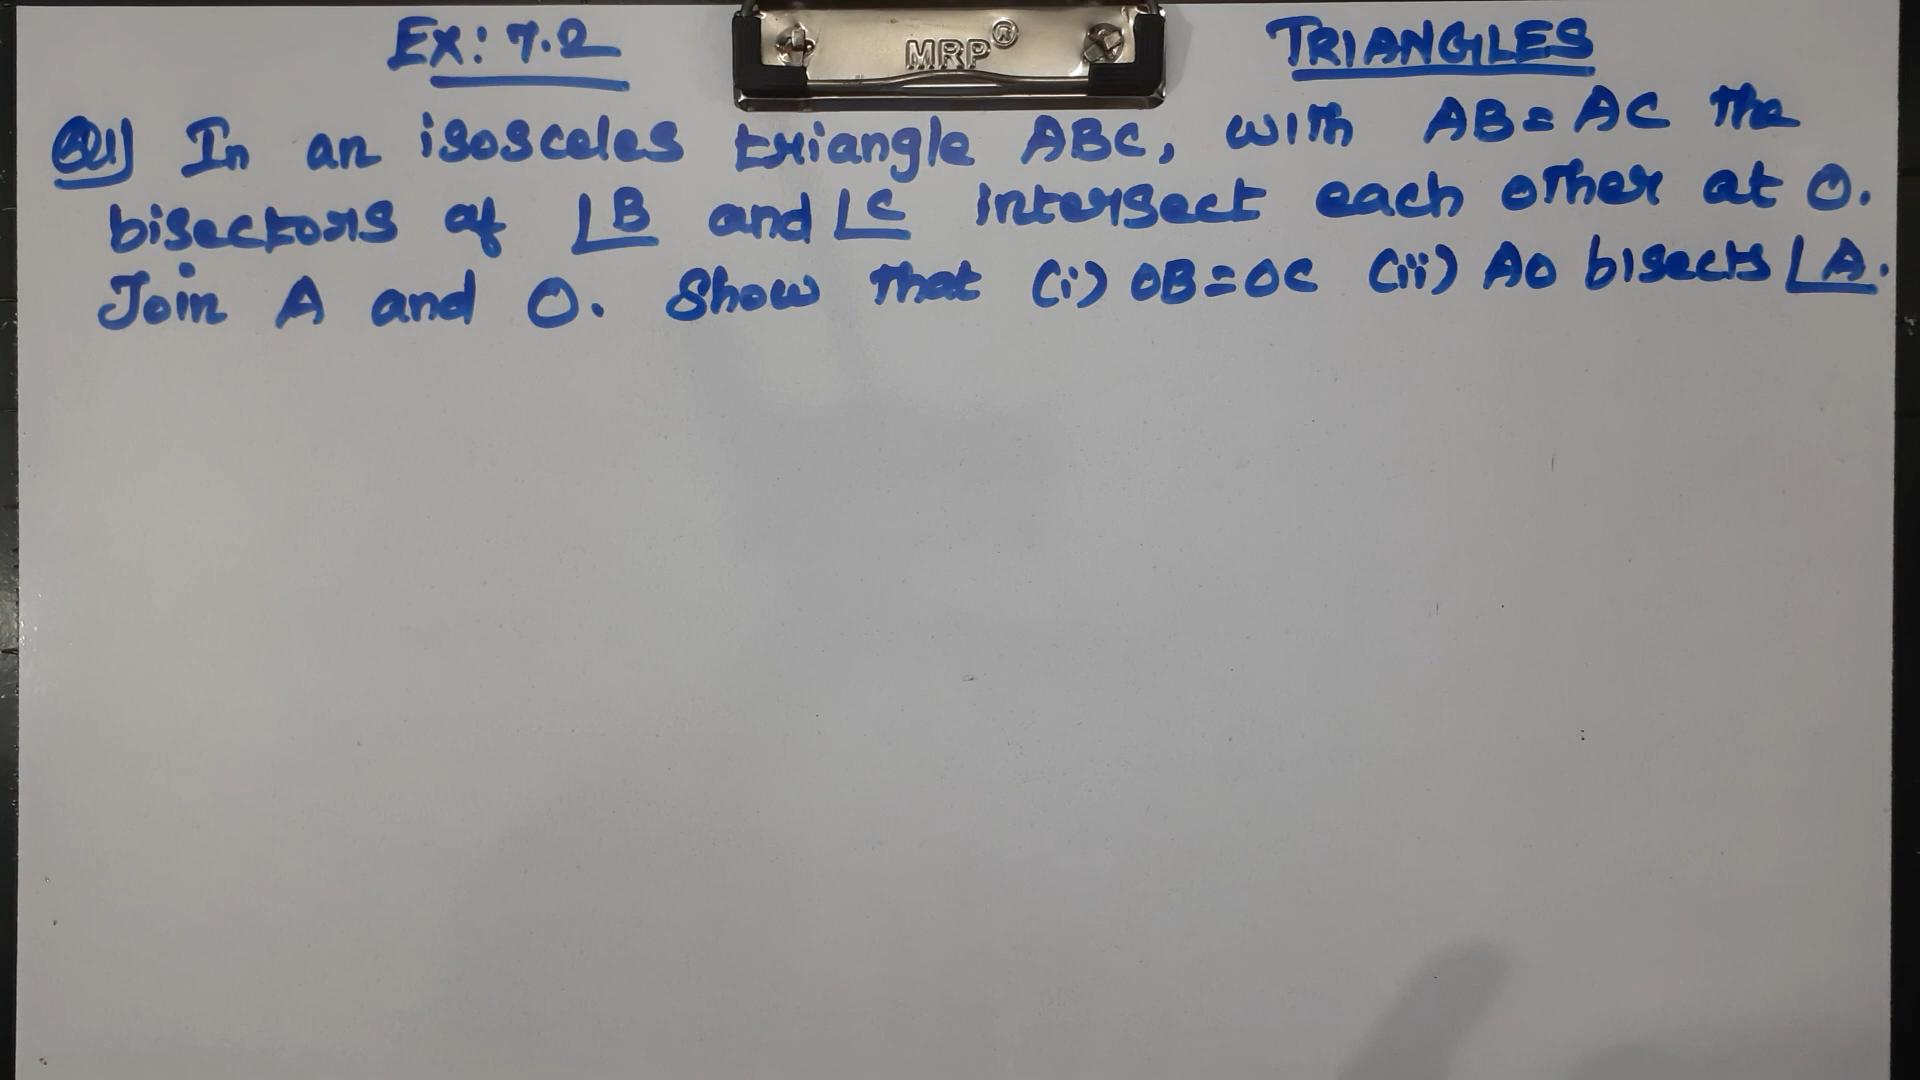 Ex: 7.2
MRP®
TRIANGLES
Q1) In an isosceles triangle ABC, with AB = AC the
bisectors of ∠B and ∠C intersect each other at O.
Join A and O. Show that (i) OB = OC (ii) AO bisects ∠A.